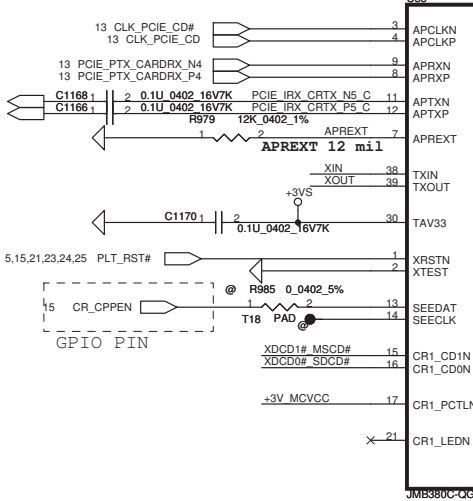 13 CLK_PCIE_CD# 3 APCLKN
13 CLK_PCIE_CD 4 APCLKP
13 PCIE_PTX_CARDRX_N4 9 APRXN
13 PCIE_PTX_CARDRX_P4 8 APRXP
C1168 1 2 0.1U_0402_16V7K PCIE_IRX_CRTX_N5_C 11 APTXN
C1166 1 2 0.1U_0402_16V7K PCIE_IRX_CRTX_P5_C 12 APTXP
R979 12K_0402_1%
1 2 APREXT 7 APREXT
APREXT 12 mil
XIN 38 TXIN
XOUT 39 TXOUT
+3VS
C1170 1 2 30 TAV33
0.1U_0402_16V7K
5,15,21,23,24,25 PLT_RST# 1 XRSTN
2 XTEST
@ R985 0_0402_5%
15 CR_CPPEN 1 2 13 SEEDAT
T18 PAD @ 14 SEECLK
GPIO PIN
XDCD1#_MSCD# 15 CR1_CD1N
XDCD0#_SDCD# 16 CR1_CD0N
+3V_MCVCC 17 CR1_PCTLN
21 CR1_LEDN